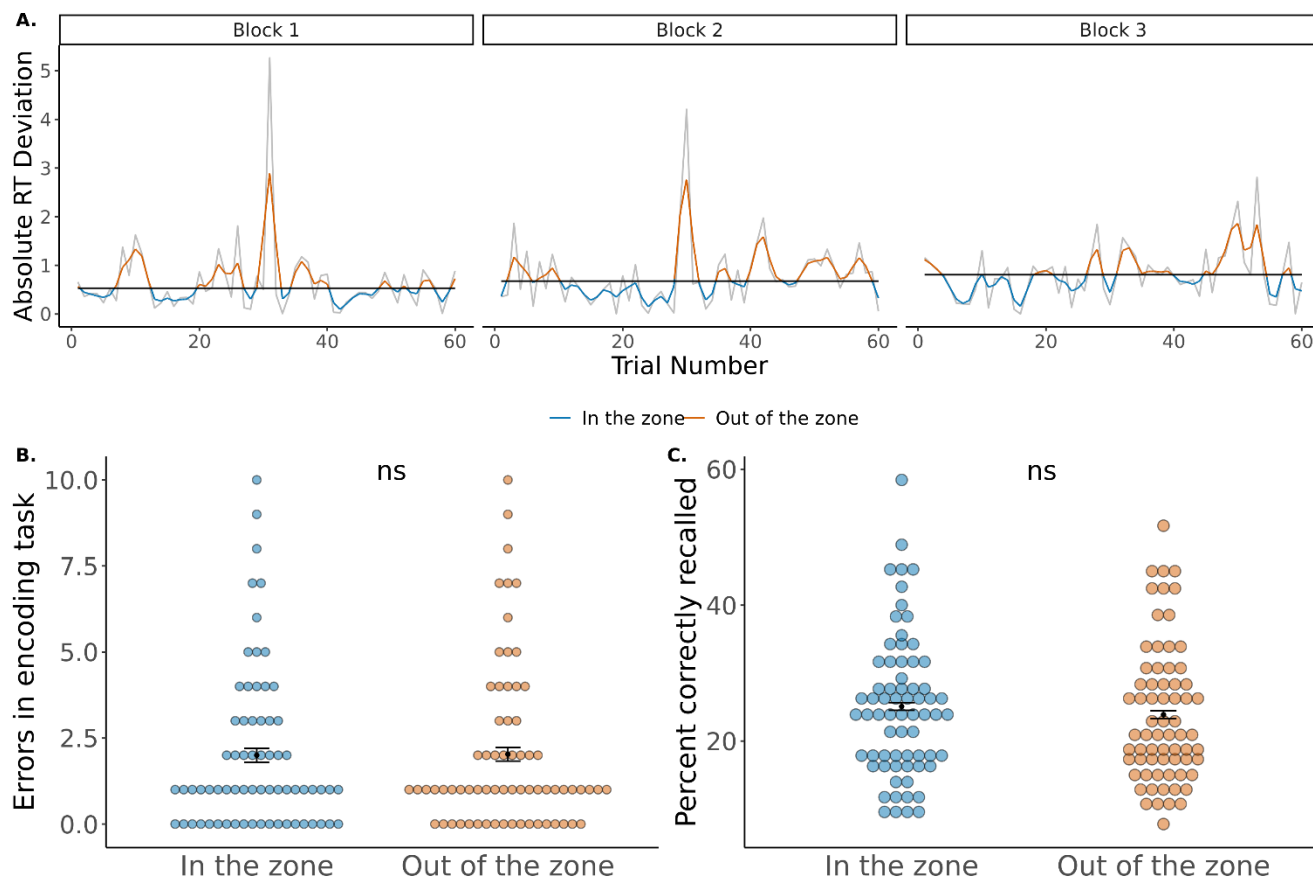 A.
Block 1 Block 2 Block 3
Absolute RT Deviation
5
4
3
2
1
0
0 20 40 60 0 20 40 60 0 20 40 60
Trial Number
In the zone Out of the zone
B.
ns
Errors in encoding task
10.0
7.5
5.0
2.5
0.0
In the zone Out of the zone
C.
ns
Percent correctly recalled
60
40
20
In the zone Out of the zone